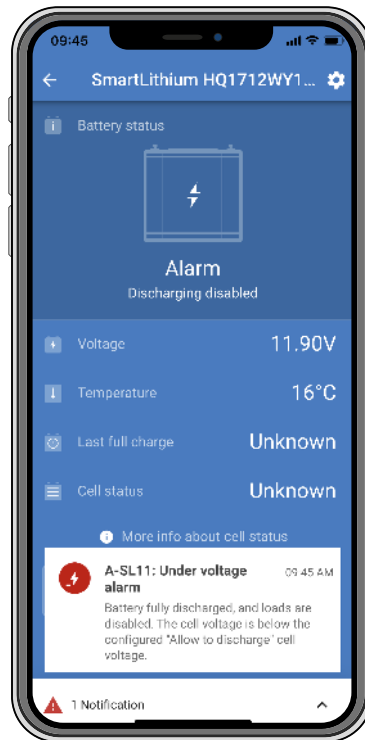 09:45
SmartLithium HQ1712WY1...
Battery status
Alarm
Discharging disabled
Voltage 11.90V
Temperature 16°C
Last full charge Unknown
Cell status Unknown
More info about cell status
A-SL11: Under voltage 09:45 AM
alarm
Battery fully discharged, and loads are
disabled. The cell voltage is below the
configured "Allow to discharge" cell
voltage.
1 Notification